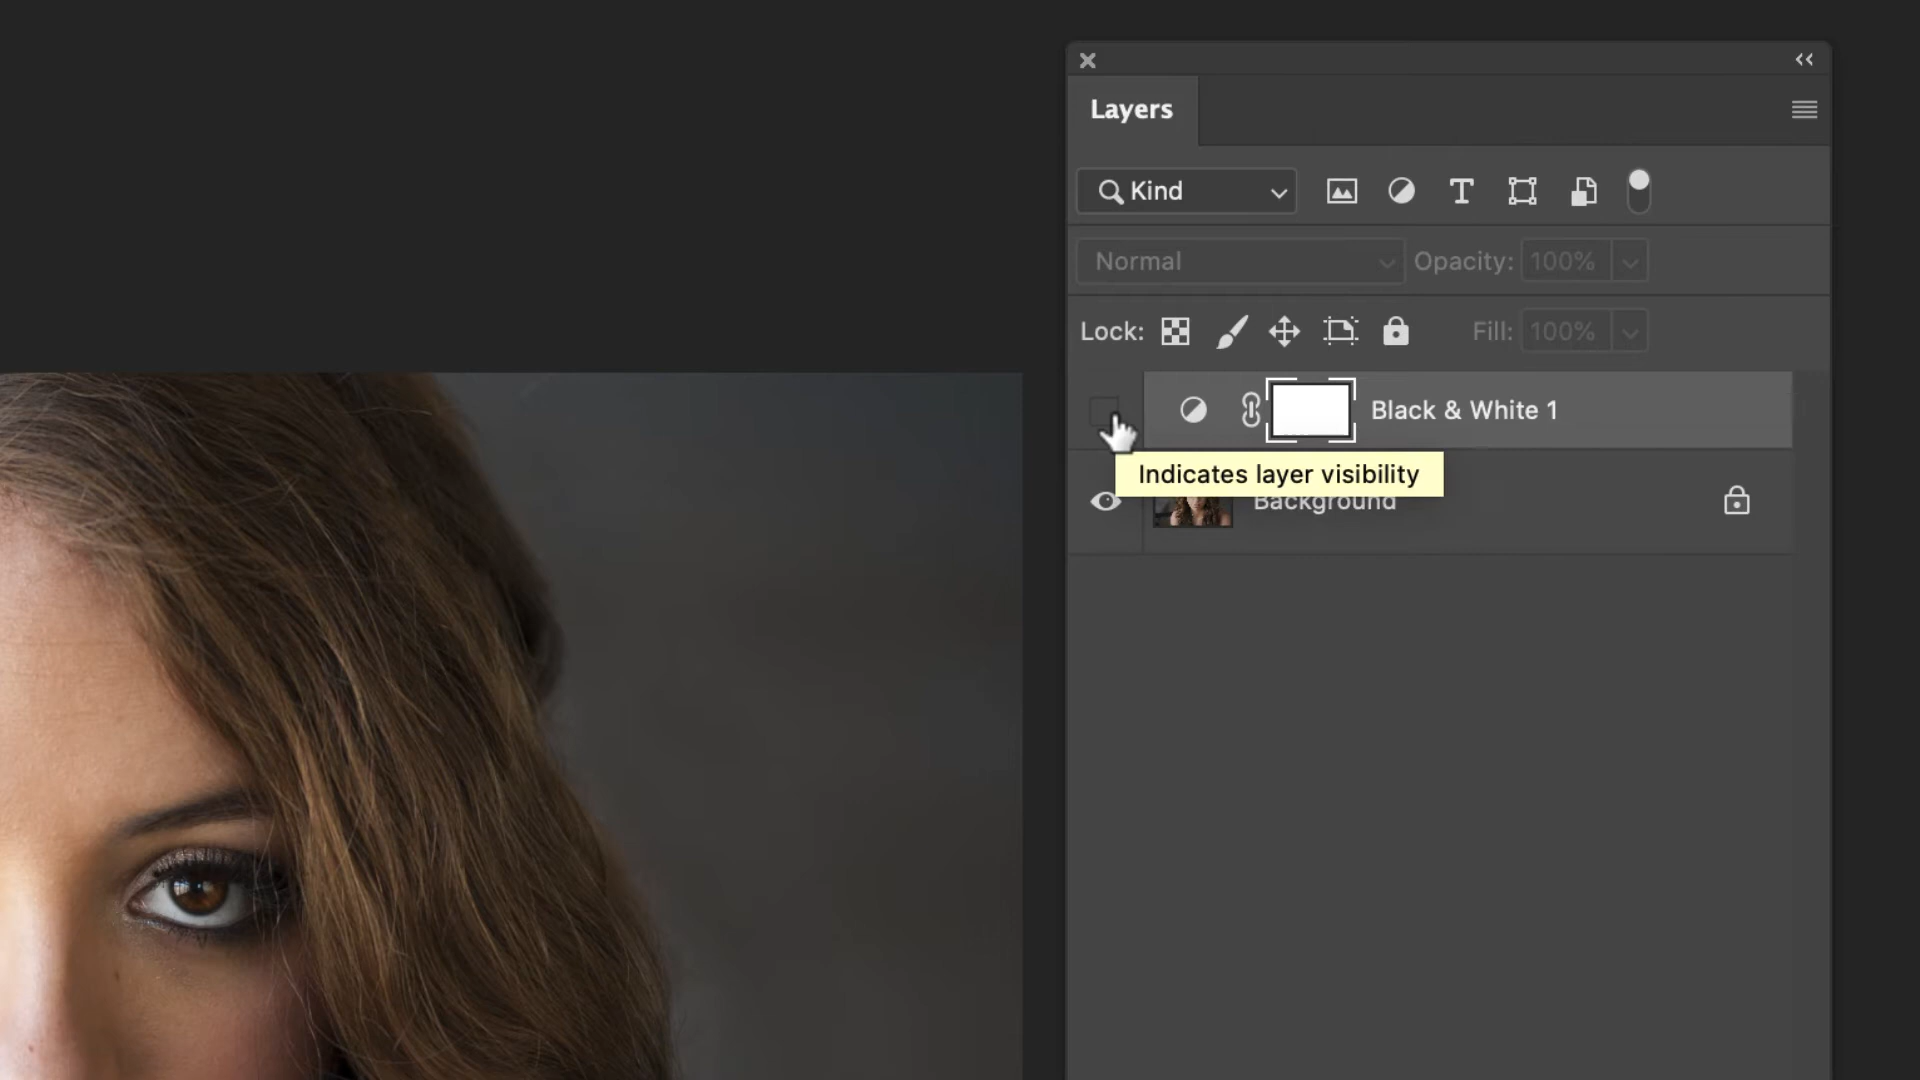 Layers
Kind
Normal
Opacity: 100%
Lock:
Fill: 100%
Black & White 1
Indicates layer visibility
Background